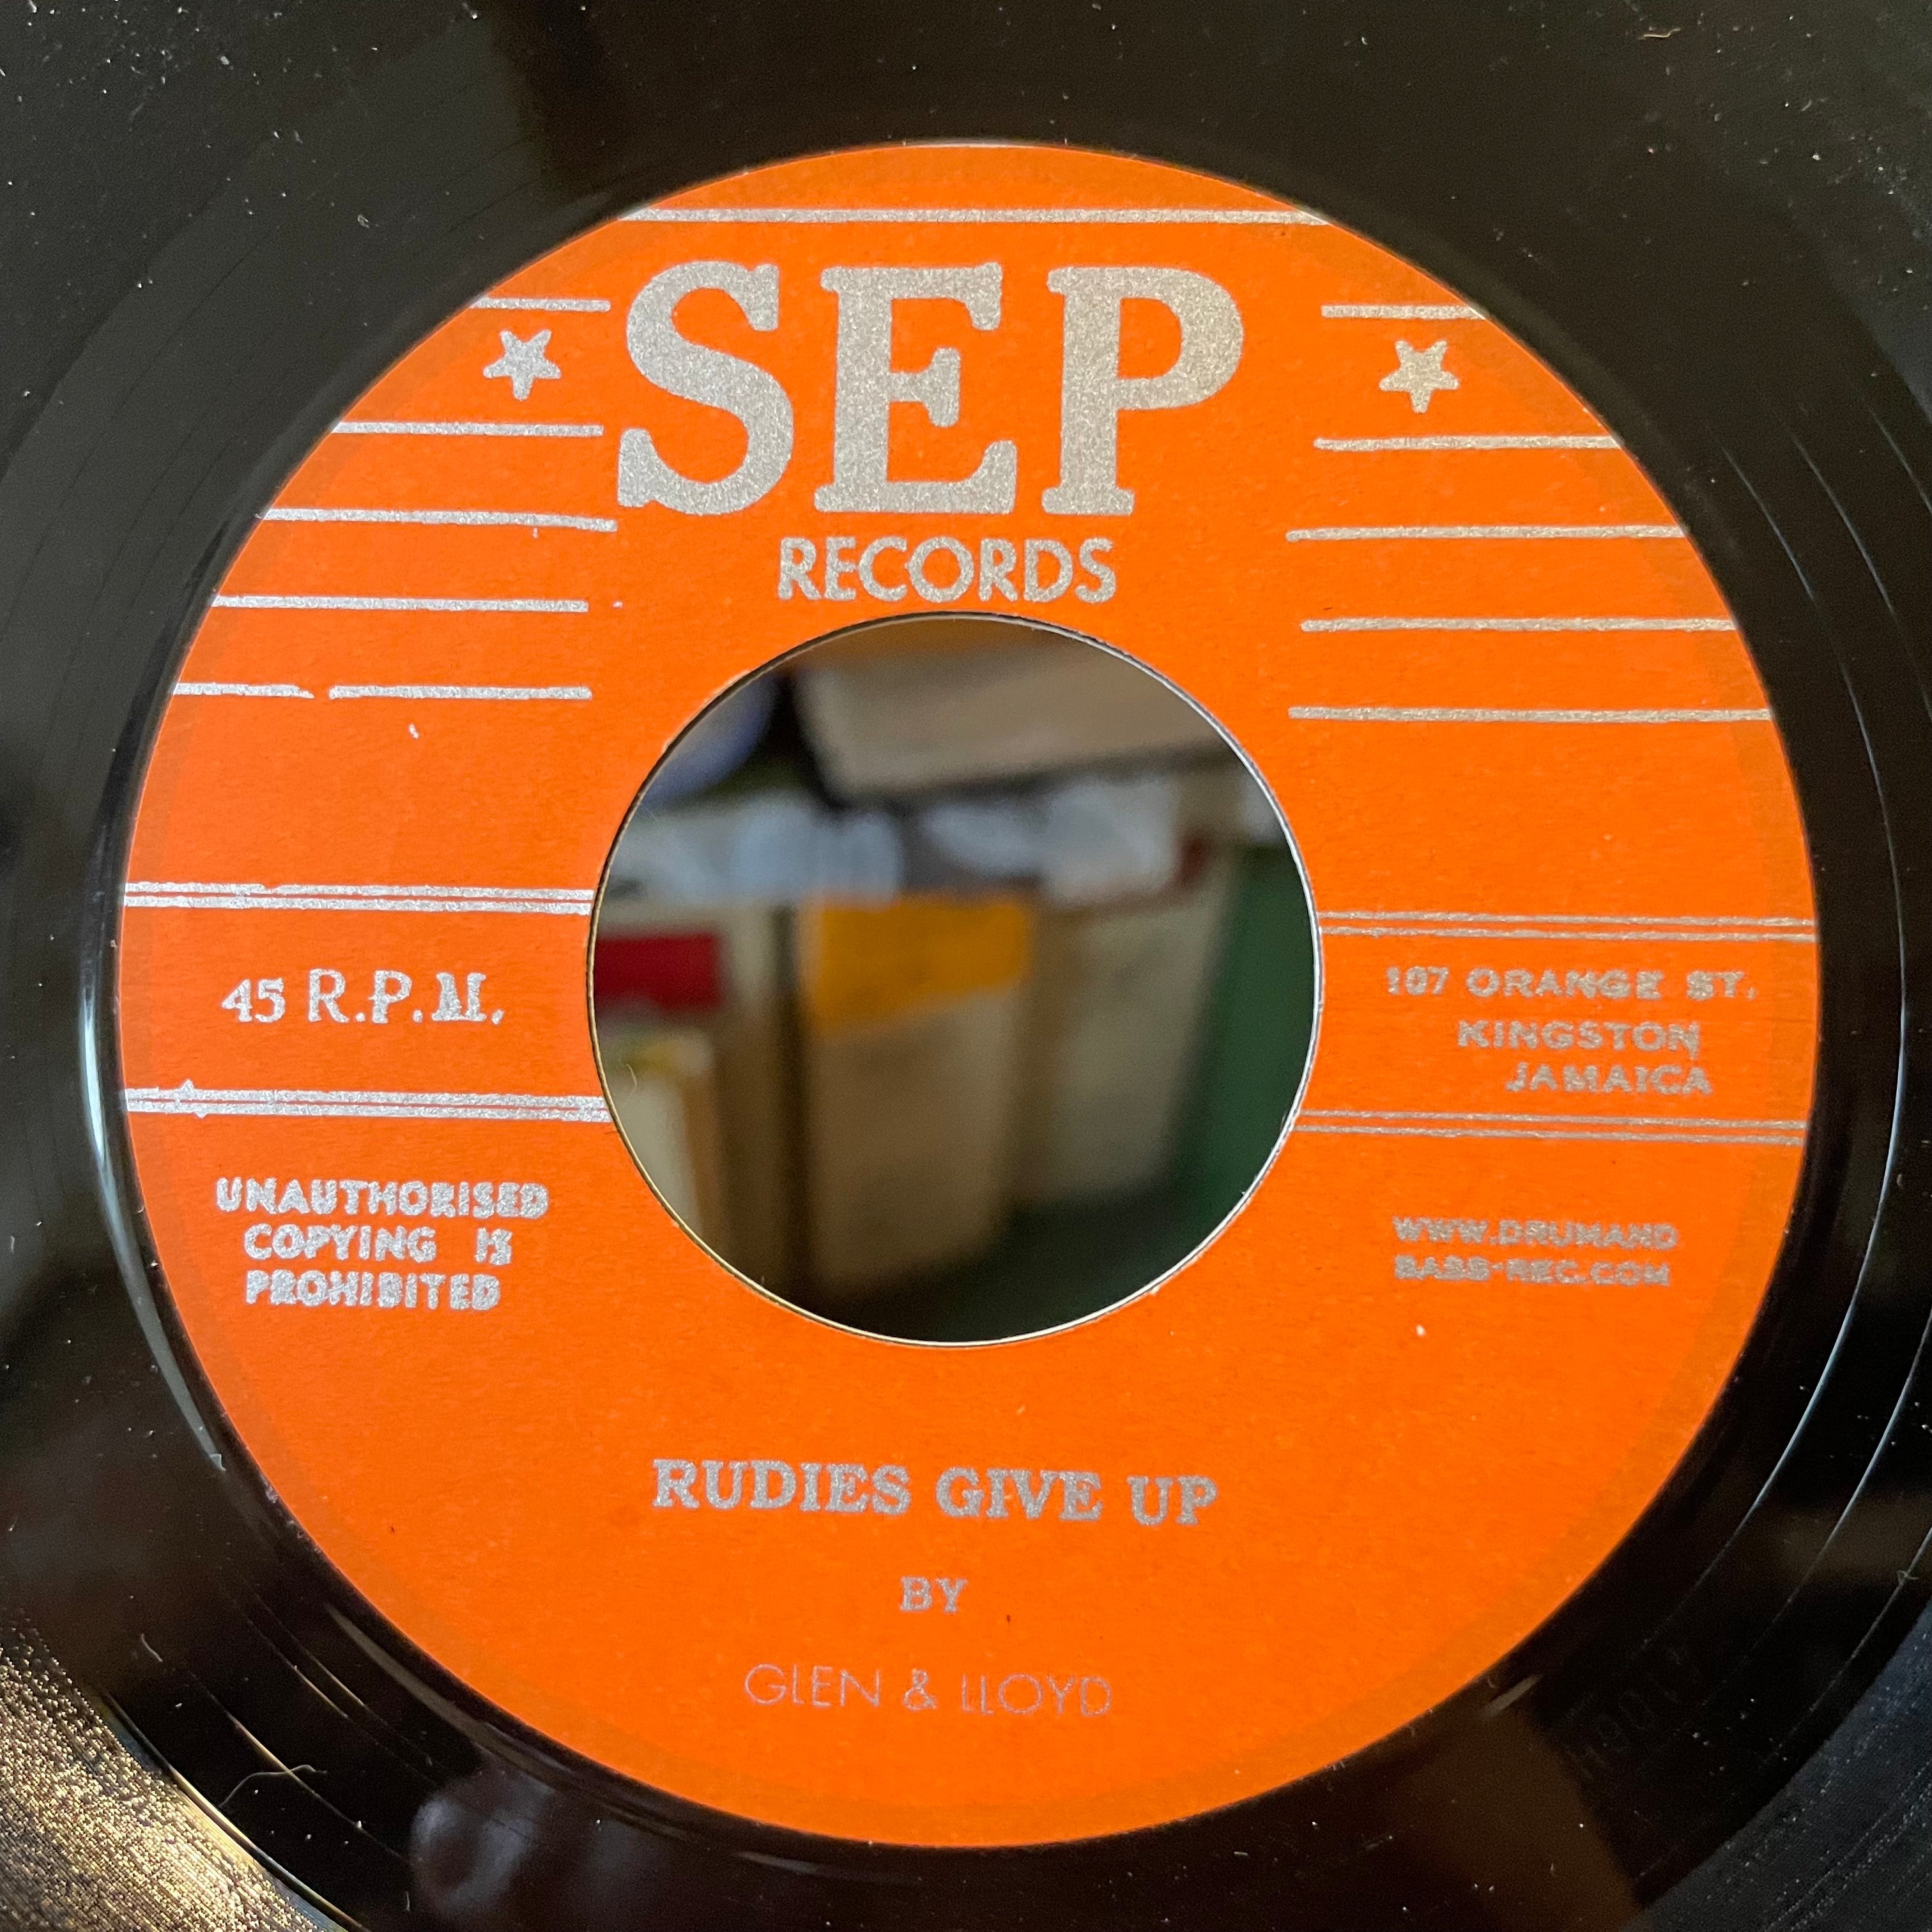 SEP
RECORDS
45 R.P.M.
107 ORANGE ST.
KINGSTON
JAMAICA
UNAUTHORISED
COPYING IS
PROHIBITED
WWW.DRUMAND
BASS-REC.COM
RUDIES GIVE UP
BY
GLEN & LLOYD